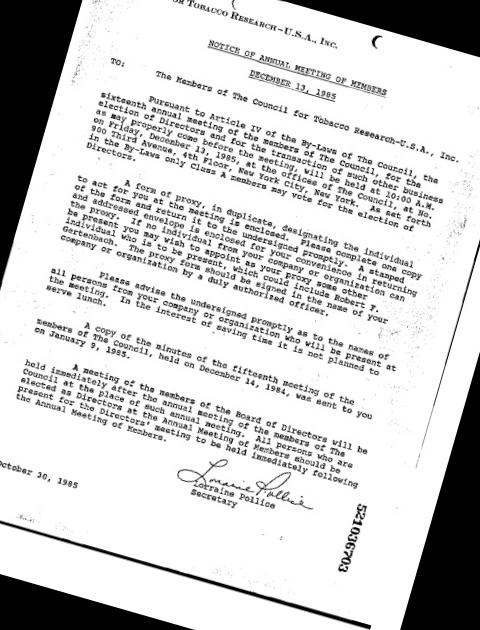 OR TOBACCO RESEARCH-U.S.A., INC.
NOTICE OF ANNUAL MEETING OF MEMBERS
DECEMBER 13, 1985
TO:
The Members of The Council for Tobacco Research-U.S.A., Inc.
Pursuant to Article IV of the By-Laws of The Council, the
sixteenth annual meeting of the members of The Council, for the
election of Directors and for the transaction of such other business
as may properly come before the meeting, will be held at 10:00 A.M.
on Friday, December 13, 1985, at the offices of The Council, at No.
900 Third Avenue, 4th Floor, New York City, New York. As set forth
in the By-Laws only Class A members may vote for the election of
Directors.
A form of proxy, in duplicate, designating the individual
to act for you at the meeting is enclosed. Please complete one copy
of the form and return it to the undersigned promptly. A stamped
and addressed envelope is enclosed for your convenience in returning
the proxy. If no individual from your company or organization can
be present you may wish to appoint as your proxy some other
individual who is to be present, which could include Robert F.
Gertenbach. The proxy form should be signed in the name of your
company or organization by a duly authorized officer.
Please advise the undersigned promptly as to the names of
all persons from your company or organization who will be present at
the meeting. In the interest of saving time it is not planned to
serve lunch.
A copy of the minutes of the fifteenth meeting of the
members of The Council, held on December 14, 1984, was sent to you
on January 9, 1985.
A meeting of the members of the Board of Directors will be
held immediately after the annual meeting of the members of The
Council at the place of such annual meeting. All persons who are
elected as Directors at the Annual Meeting of Members should be
present for the Directors' meeting to be held immediately following
the Annual Meeting of Members.
Lorraine Pollice
October 30, 1985
Lorraine Pollice
Secretary
521036703